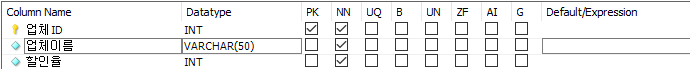 Column Name Datatype PK NN UQ B UN ZF AI G Default/Expression
업체ID INT
업체이름 VARCHAR(50)
할인율 INT